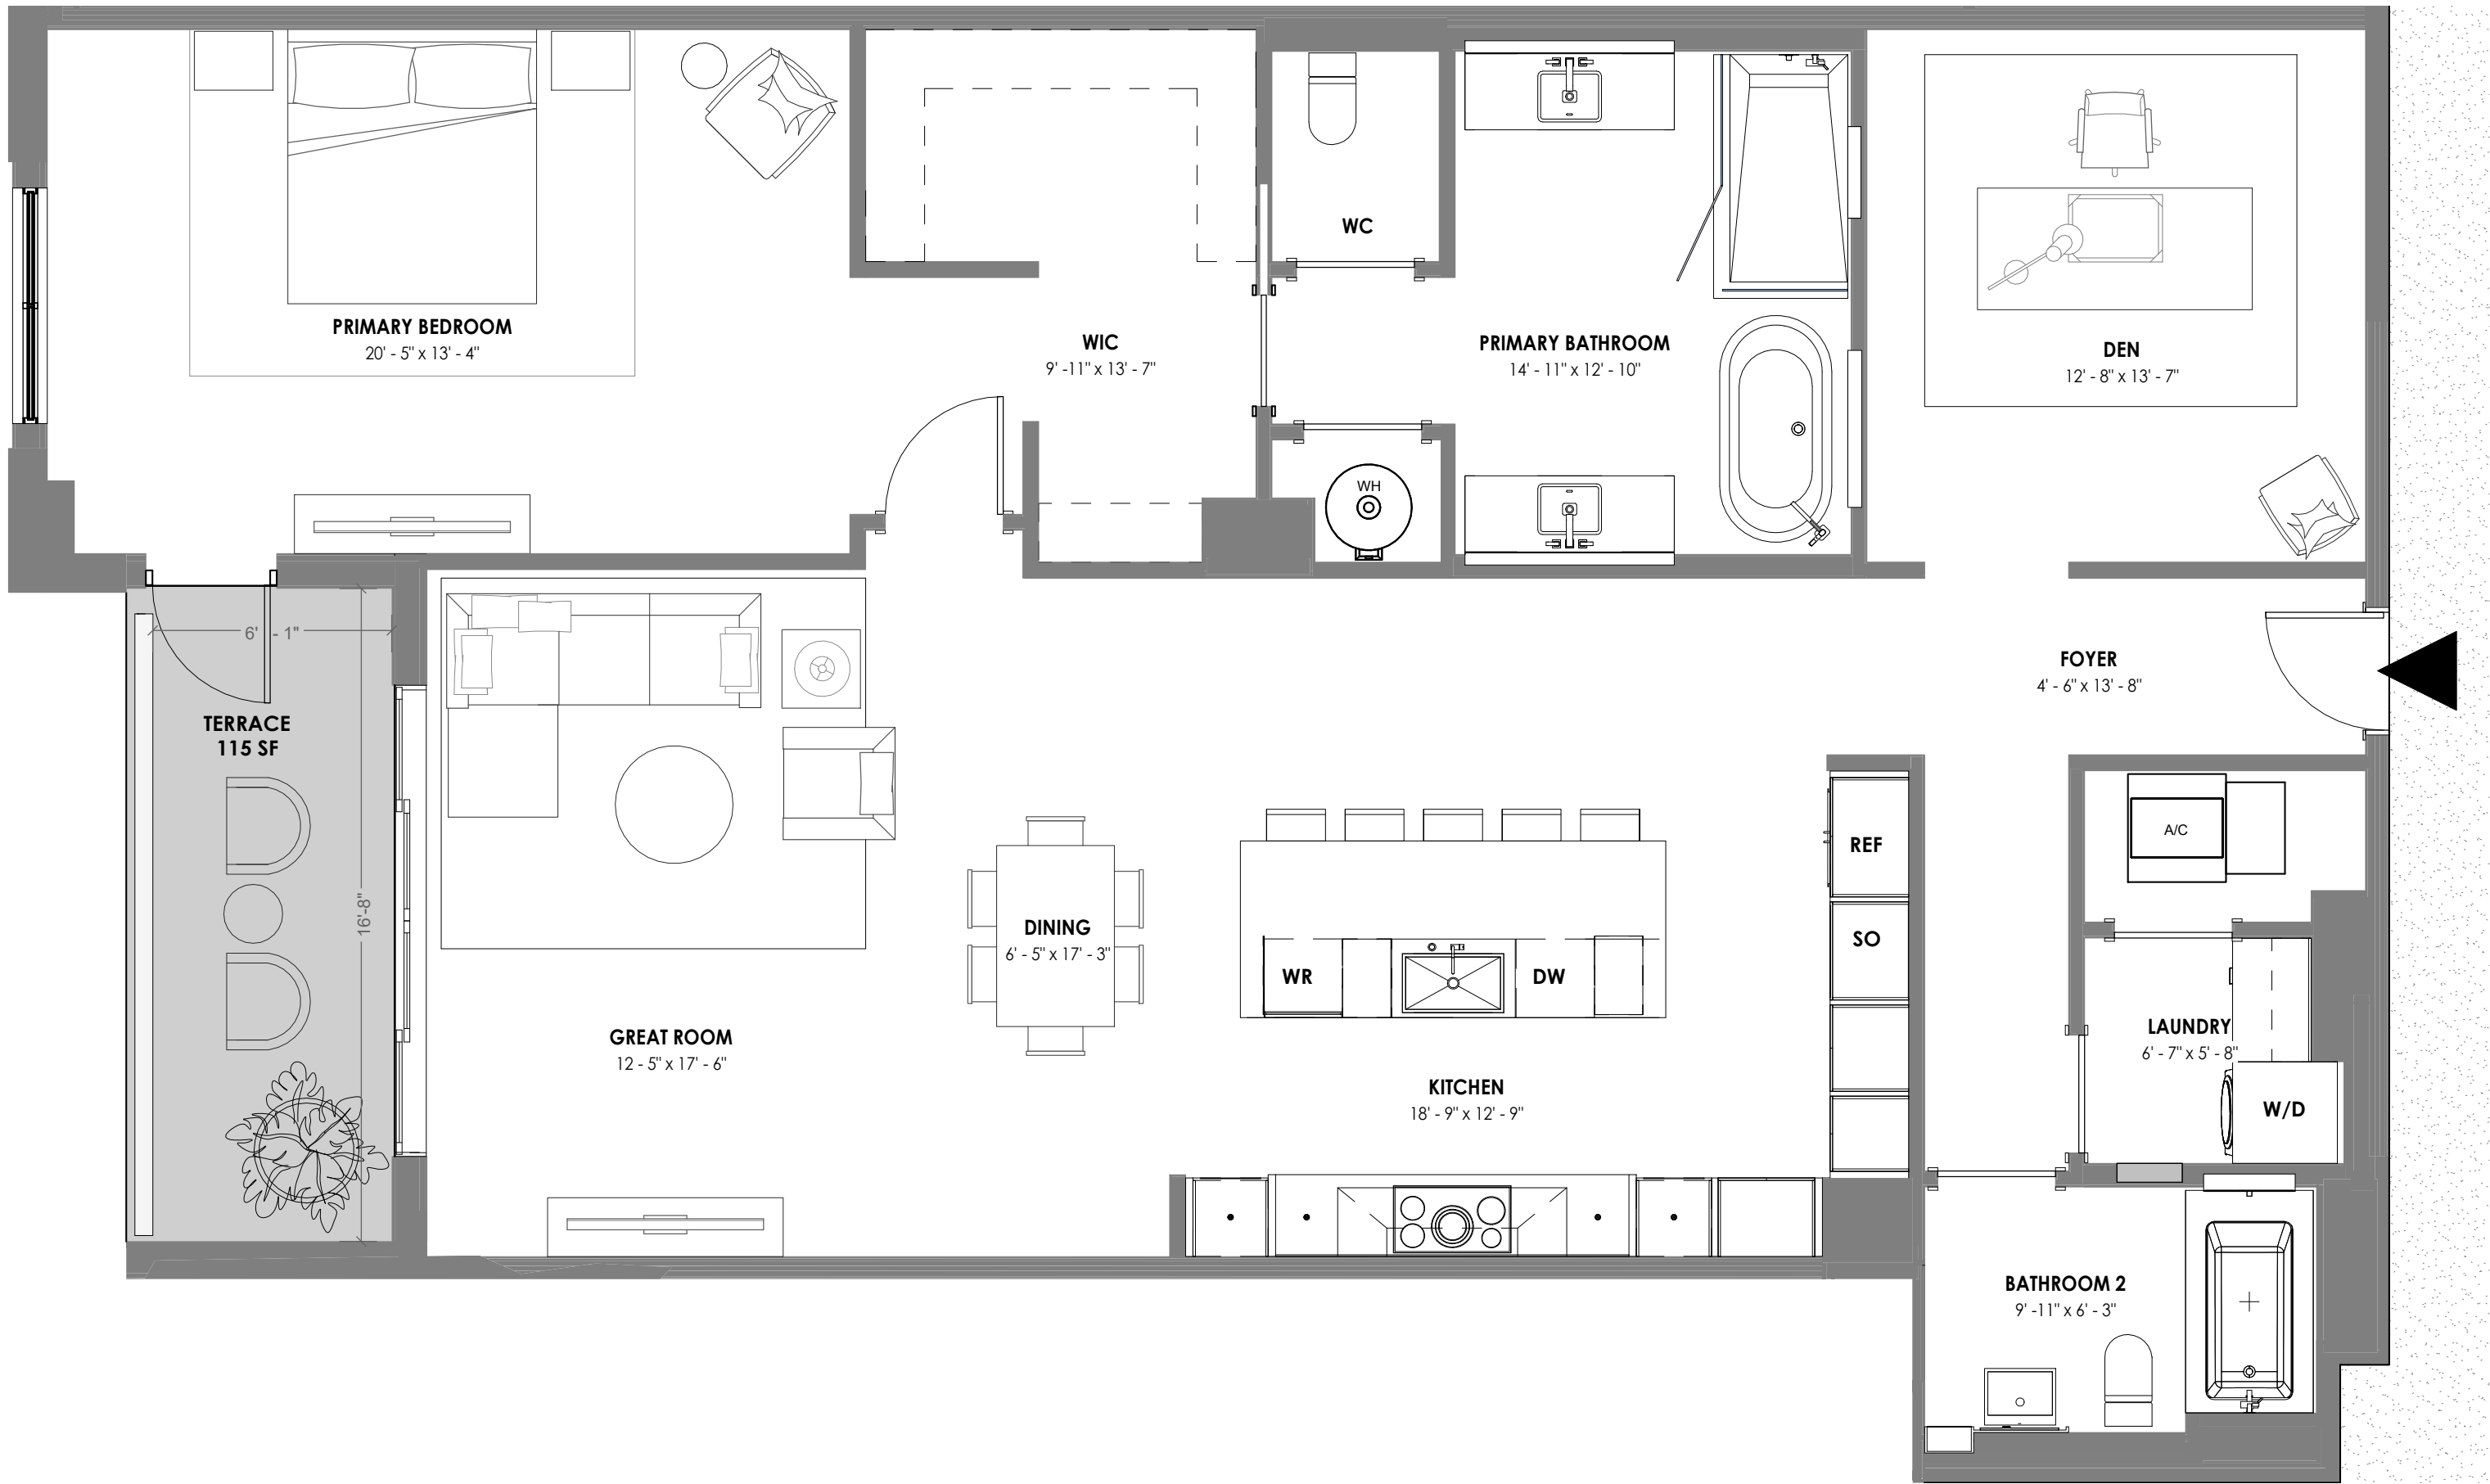 WC
PRIMARY BEDROOM
20' - 5" x 13' - 4"
WIC
9' -11" x 13' - 7"
PRIMARY BATHROOM
14' - 11" x 12' - 10"
DEN
12' - 8" x 13' - 7"
WH
6' - 1"
TERRACE
115 SF
16'-8"
FOYER
4' - 6" x 13' - 8"
A/C
REF
SO
DINING
6' - 5" x 17' - 3"
WR
DW
GREAT ROOM
12 - 5" x 17' - 6"
KITCHEN
18' - 9" x 12' - 9"
LAUNDRY
6' - 7" x 5' - 8"
W/D
BATHROOM 2
9' -11" x 6' - 3"